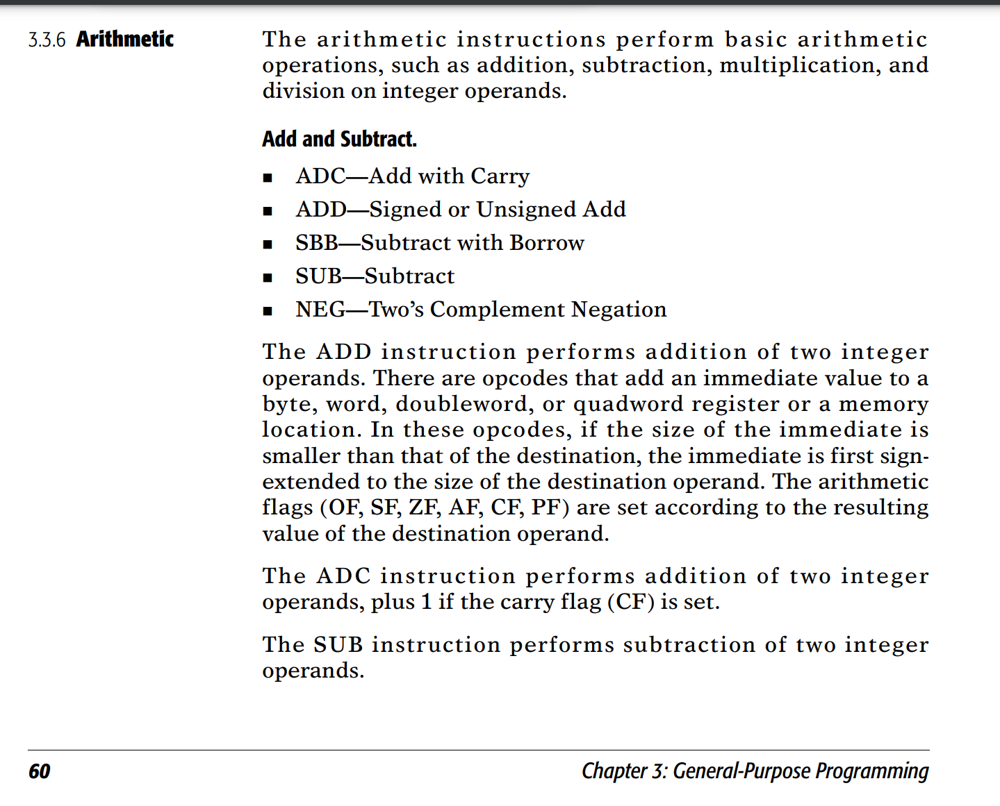 3.3.6 Arithmetic
The arithmetic instructions perform basic arithmetic
operations, such as addition, subtraction, multiplication, and
division on integer operands.
Add and Subtract.
■ ADC—Add with Carry
■ ADD—Signed or Unsigned Add
■ SBB—Subtract with Borrow
■ SUB—Subtract
■ NEG—Two’s Complement Negation
The ADD instruction performs addition of two integer
operands. There are opcodes that add an immediate value to a
byte, word, doubleword, or quadword register or a memory
location. In these opcodes, if the size of the immediate is
smaller than that of the destination, the immediate is first sign-
extended to the size of the destination operand. The arithmetic
flags (OF, SF, ZF, AF, CF, PF) are set according to the resulting
value of the destination operand.
The ADC instruction performs addition of two integer
operands, plus 1 if the carry flag (CF) is set.
The SUB instruction performs subtraction of two integer
operands.
60
Chapter 3: General-Purpose Programming